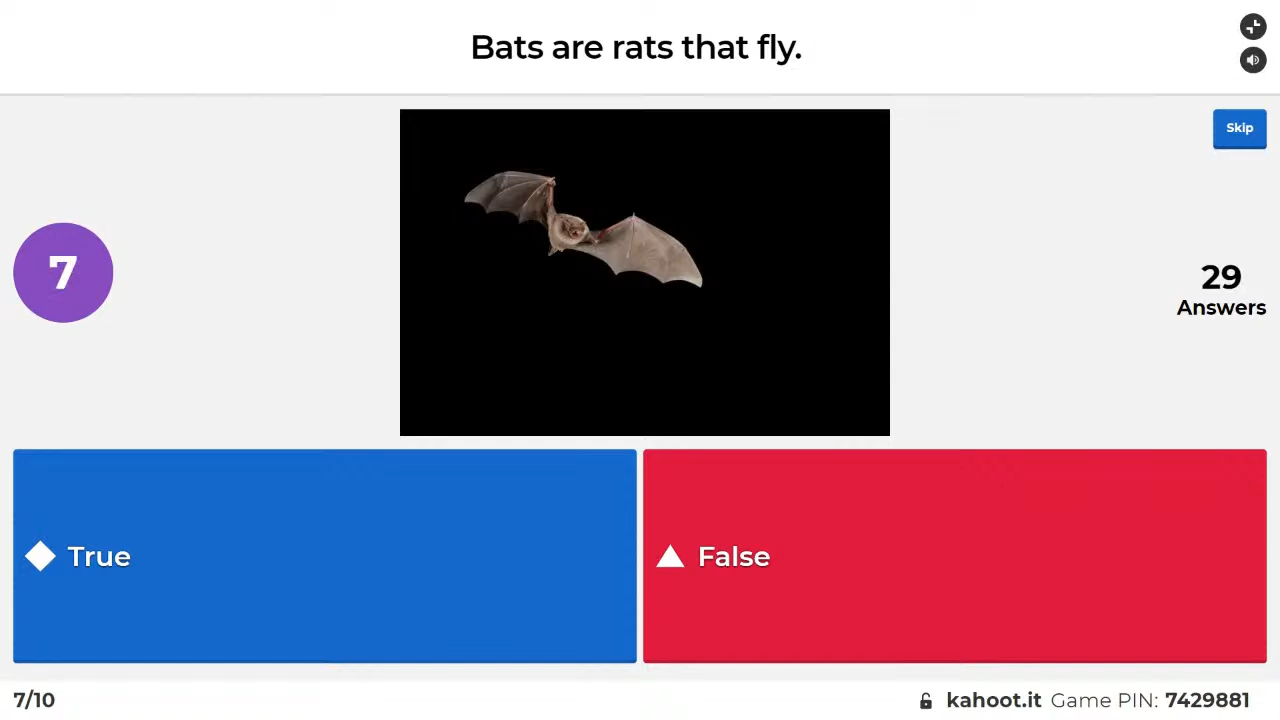 Bats are rats that fly.
Skip
7
29
Answers
True
False
7/10
kahoot.it Game PIN: 7429881